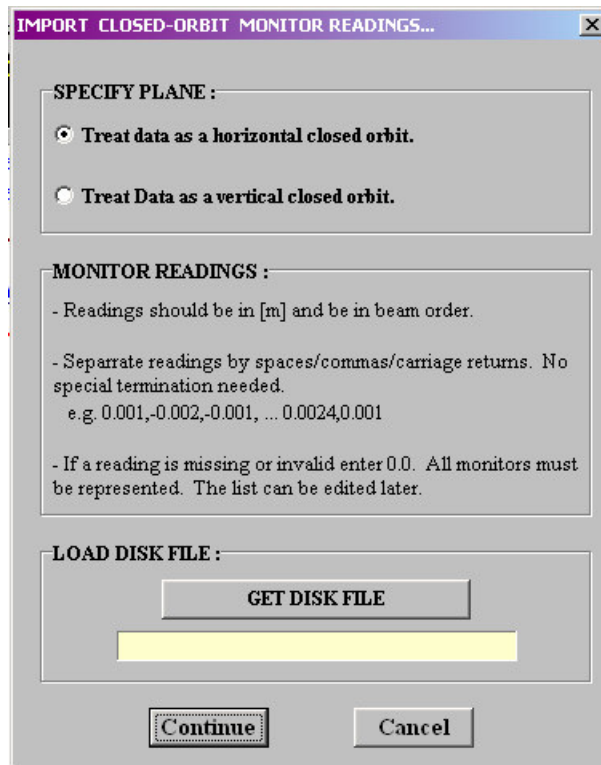 IMPORT CLOSED-ORBIT MONITOR READINGS...
SPECIFY PLANE :
Treat data as a horizontal closed orbit.
Treat Data as a vertical closed orbit.
MONITOR READINGS :
- Readings should be in [m] and be in beam order.
- Separrate readings by spaces/commas/carriage returns. No
special termination needed.
e.g. 0.001,-0.002,-0.001, ... 0.0024,0.001
- If a reading is missing or invalid enter 0.0. All monitors must
be represented. The list can be edited later.
LOAD DISK FILE :
GET DISK FILE
Continue
Cancel